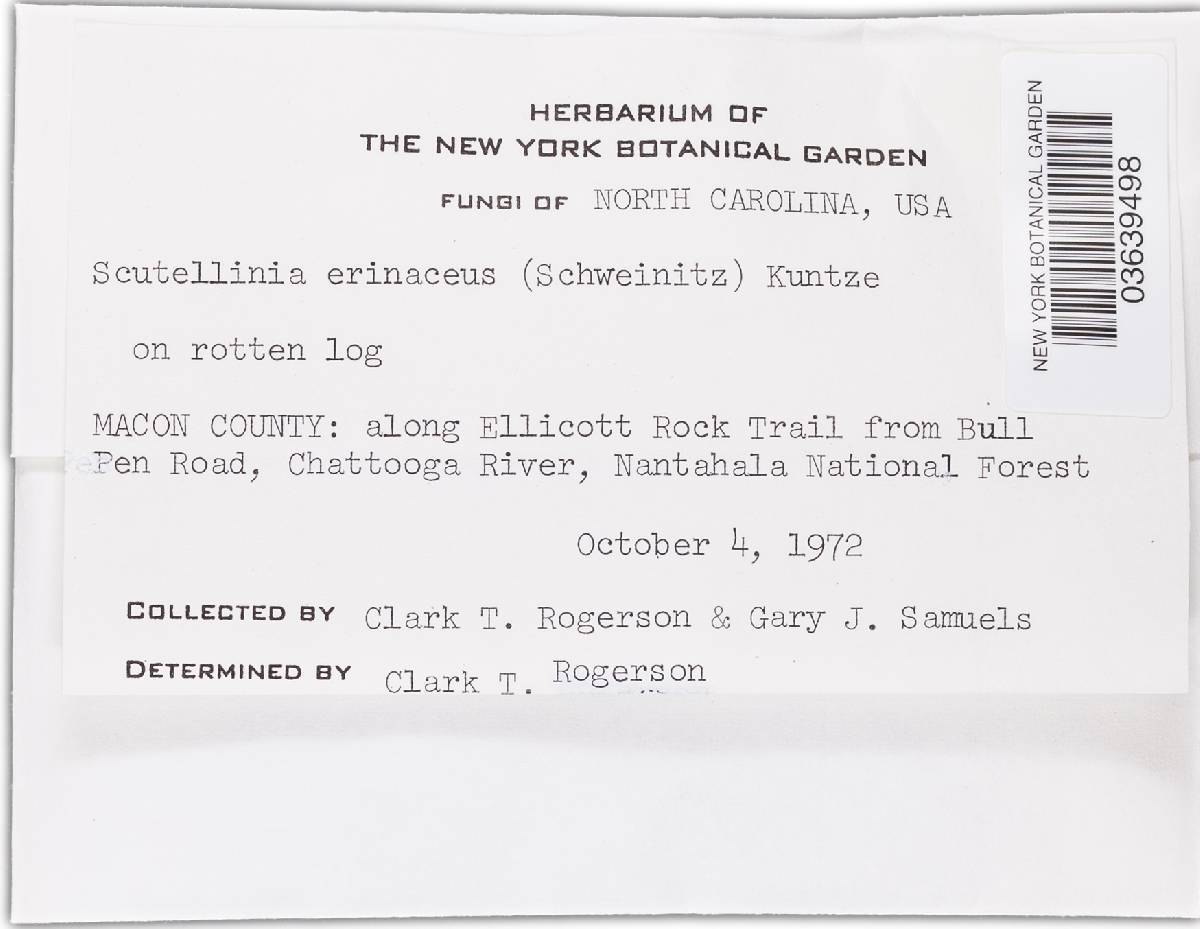 HERBARIUM OF
THE NEW YORK BOTANICAL GARDEN
FUNGI OF NORTH CAROLINA, USA
Scutellinia erinaceus (Schweinitz) Kuntze
on rotten log
MACON COUNTY: along Ellicott Rock Trail from Bull
Pen Road, Chattooga River, Nantahala National Forest
October 4, 1972
COLLECTED BY Clark T. Rogerson & Gary J. Samuels
DETERMINED BY Clark T. Rogerson
NEW YORK BOTANICAL GARDEN
03639498